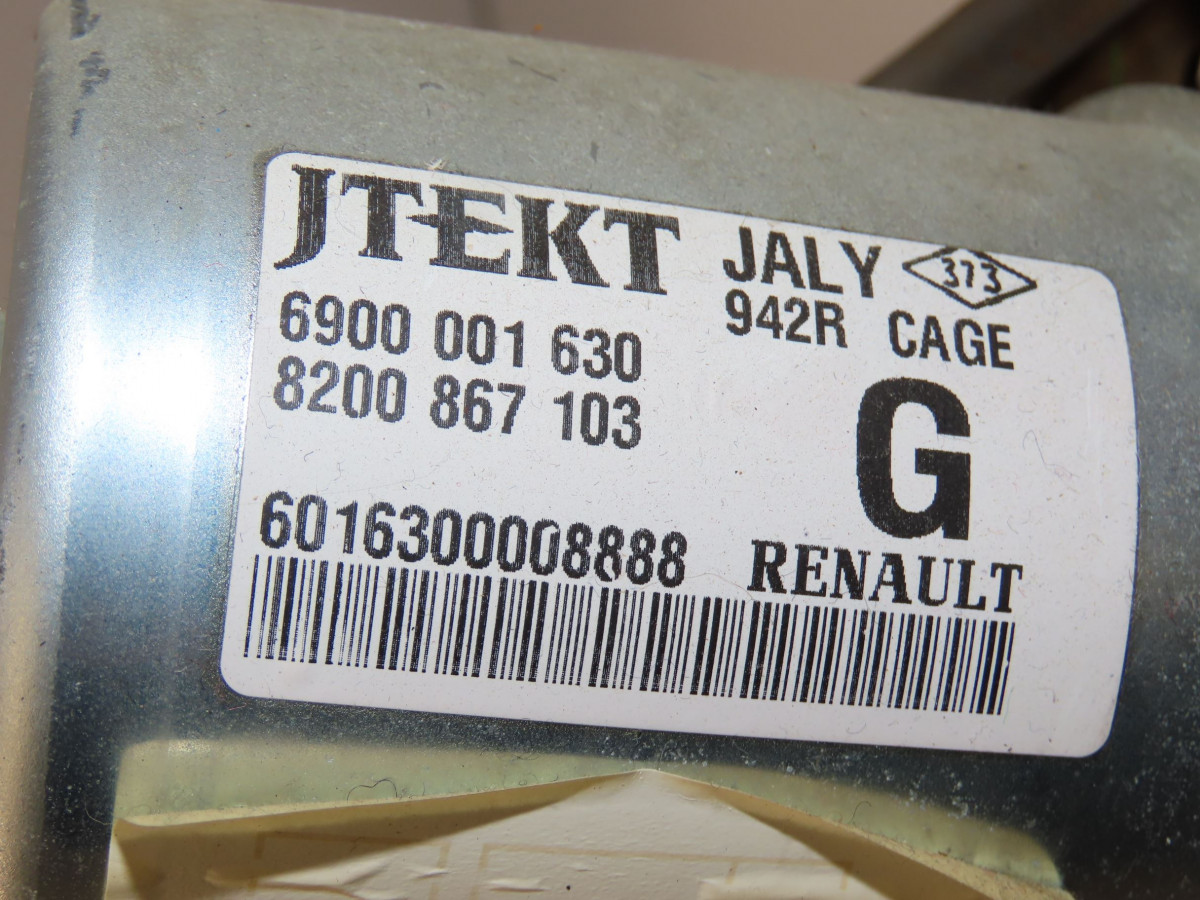 JTEKT JALY 373
6900 001 630 942R CAGE
8200 867 103
G
6016300008888 RENAULT